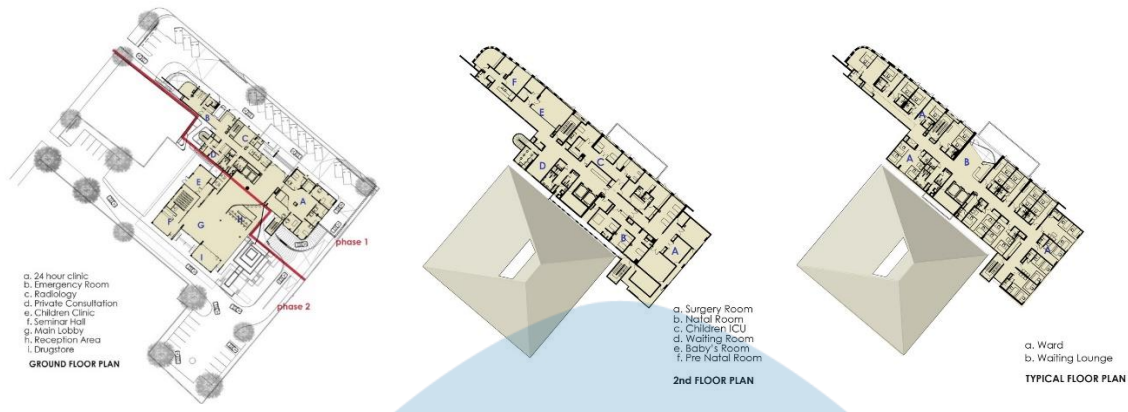 B
C
D
A
E
F
G
H
I
phase 1
phase 2
a. 24 hour clinic
b. Emergency Room
c. Radiology
d. Private Consultation
e. Children Clinic
f. Seminar Hall
g. Main Lobby
h. Reception Area
i. Drugstore
GROUND FLOOR PLAN
F
E
C
D
B
A
a. Surgery Room
b. Natal Room
c. Children ICU
d. Waiting Room
e. Baby's Room
f. Pre Natal Room
2nd FLOOR PLAN
A
A
B
A
a. Ward
b. Waiting Lounge
TYPICAL FLOOR PLAN